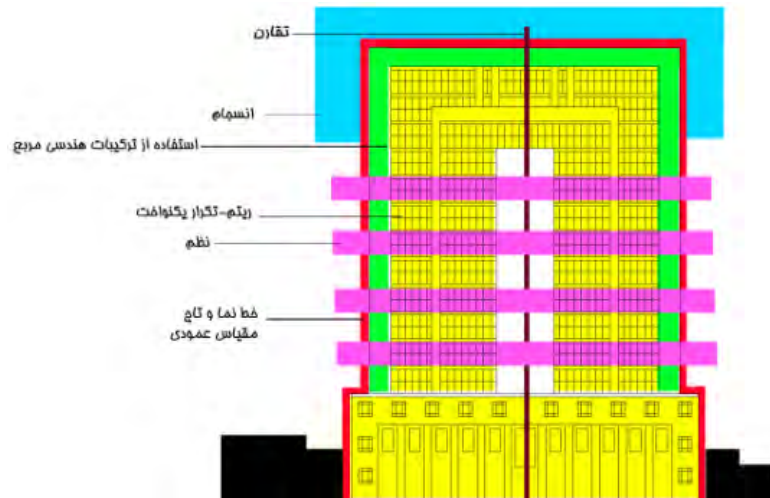 تقارن
انسجام
استفاده از ترکیبات هندسی مربع
ریتم-تکرار یکنواخت
نظم
خط نما و تاج
مقیاس عمودی